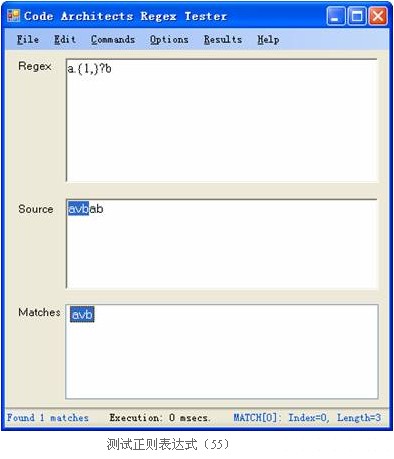 Code Architects Regex Tester
File Edit Commands Options Results Help
Regex
a.{1,}?b
Source
avbab
Matches
avb
Found 1 matches Execution: 0 msecs. MATCH[0]: Index=0, Length=3
测试正则表达式（55）